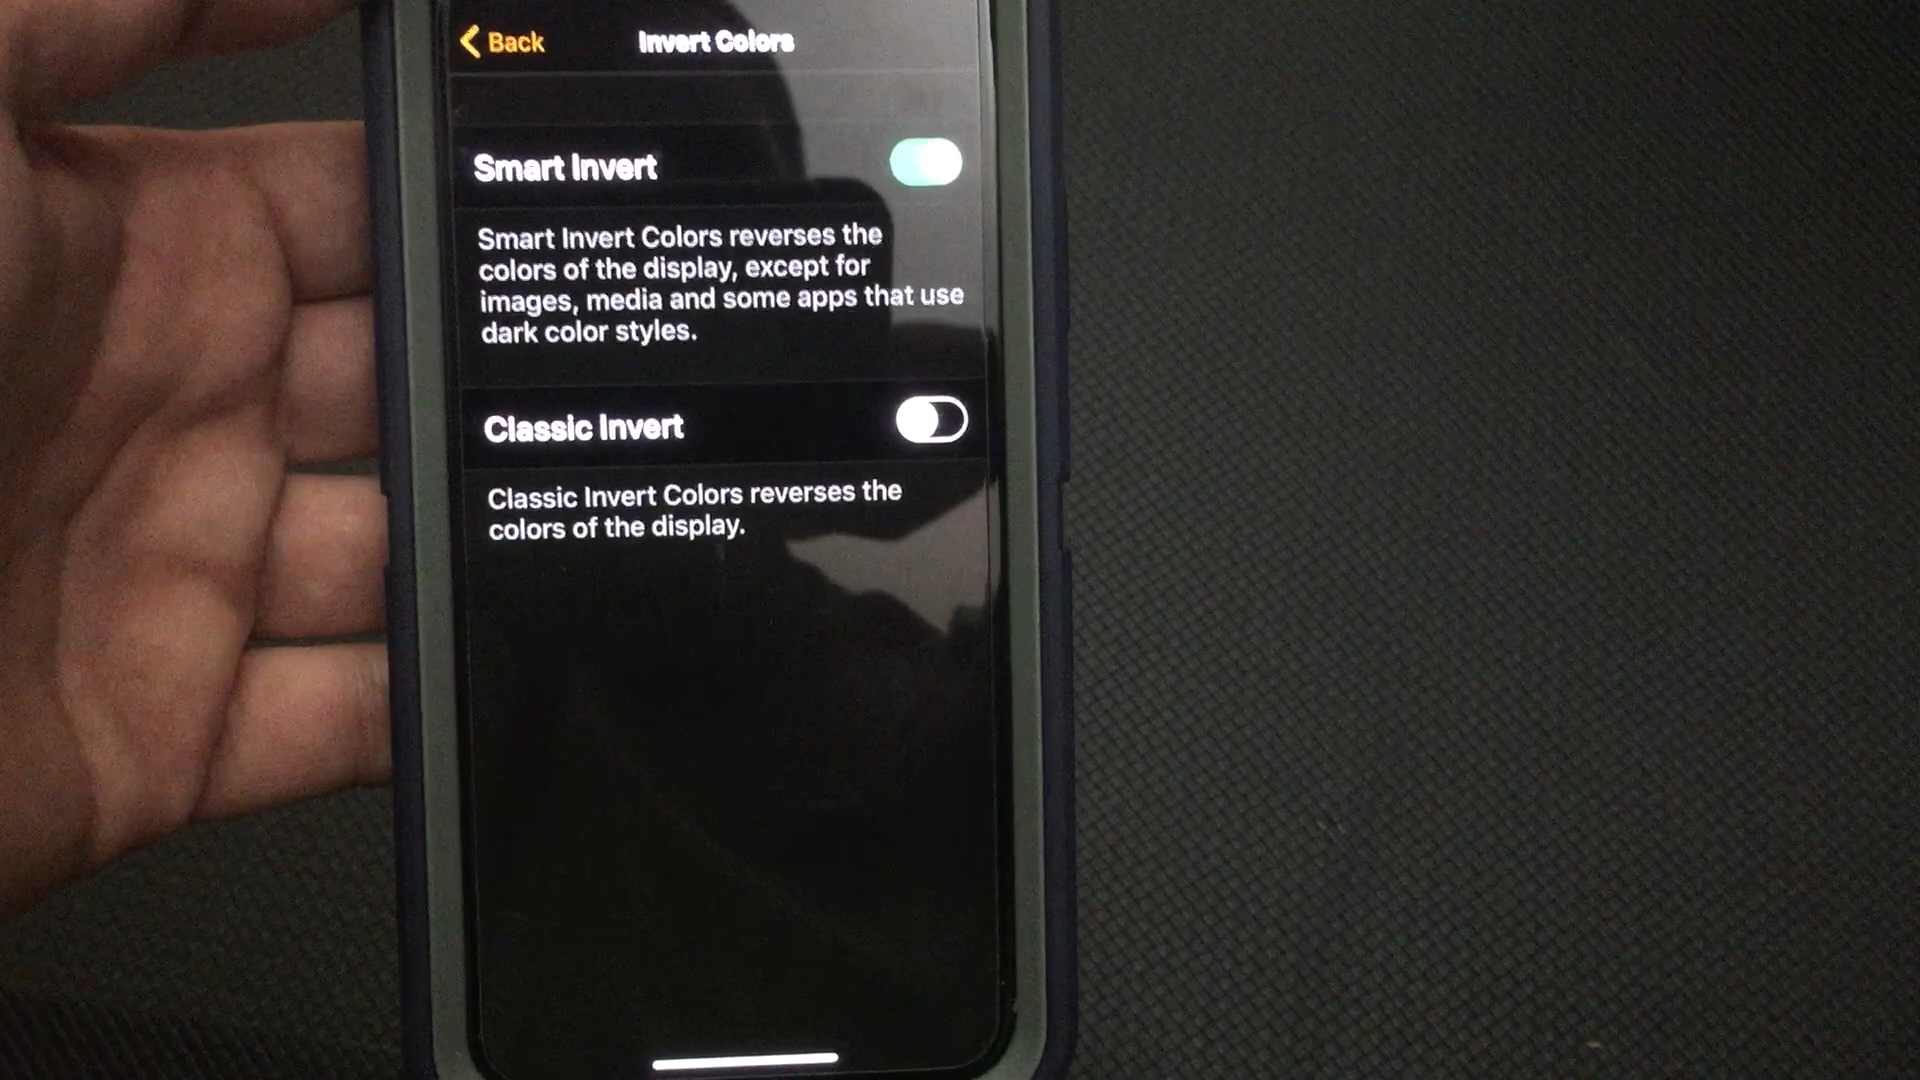 Back
Invert Colors
Smart Invert
Smart Invert Colors reverses the
colors of the display, except for
images, media and some apps that use
dark color styles.
Classic Invert
Classic Invert Colors reverses the
colors of the display.